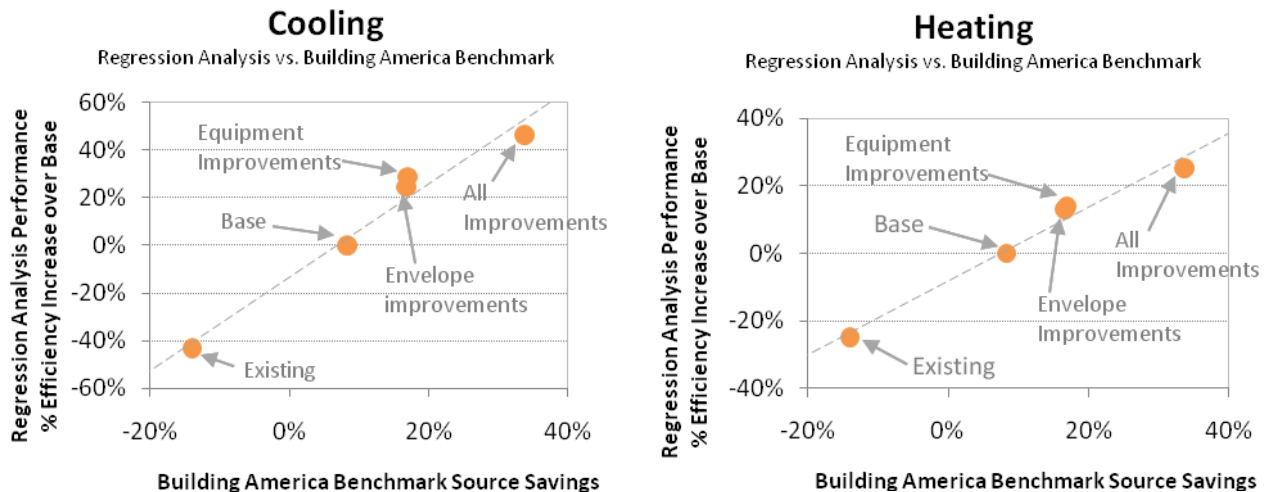 Cooling
Regression Analysis vs. Building America Benchmark
Regression Analysis Performance
% Efficiency Increase over Base
60%
40%
20%
0%
-20%
-40%
-60%
Equipment
Improvements
All
Improvements
Base
Envelope
improvements
Existing
-20%
0%
20%
40%
Building America Benchmark Source Savings
Heating
Regression Analysis vs. Building America Benchmark
Regression Analysis Performance
% Efficiency Increase over Base
40%
20%
0%
-20%
-40%
Equipment
Improvements
Base
All
Improvements
Envelope
Improvements
Existing
-20%
0%
20%
40%
Building America Benchmark Source Savings